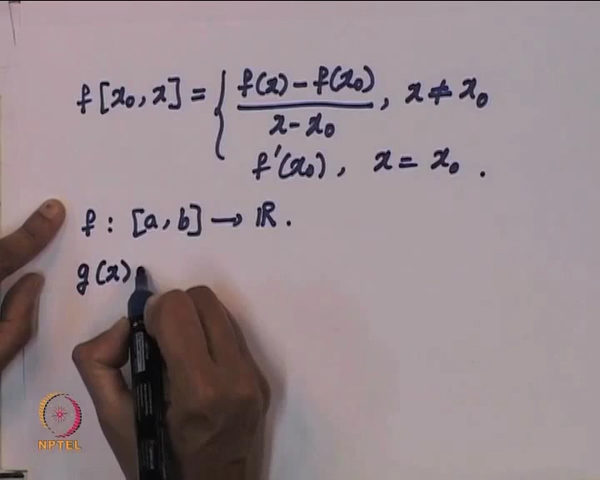 f[x₀, x] = { (f(x) − f(x₀)) / (x − x₀), x ≠ x₀
f'(x₀), x = x₀.
f : [a, b] → ℝ.
g(x)
NPTEL